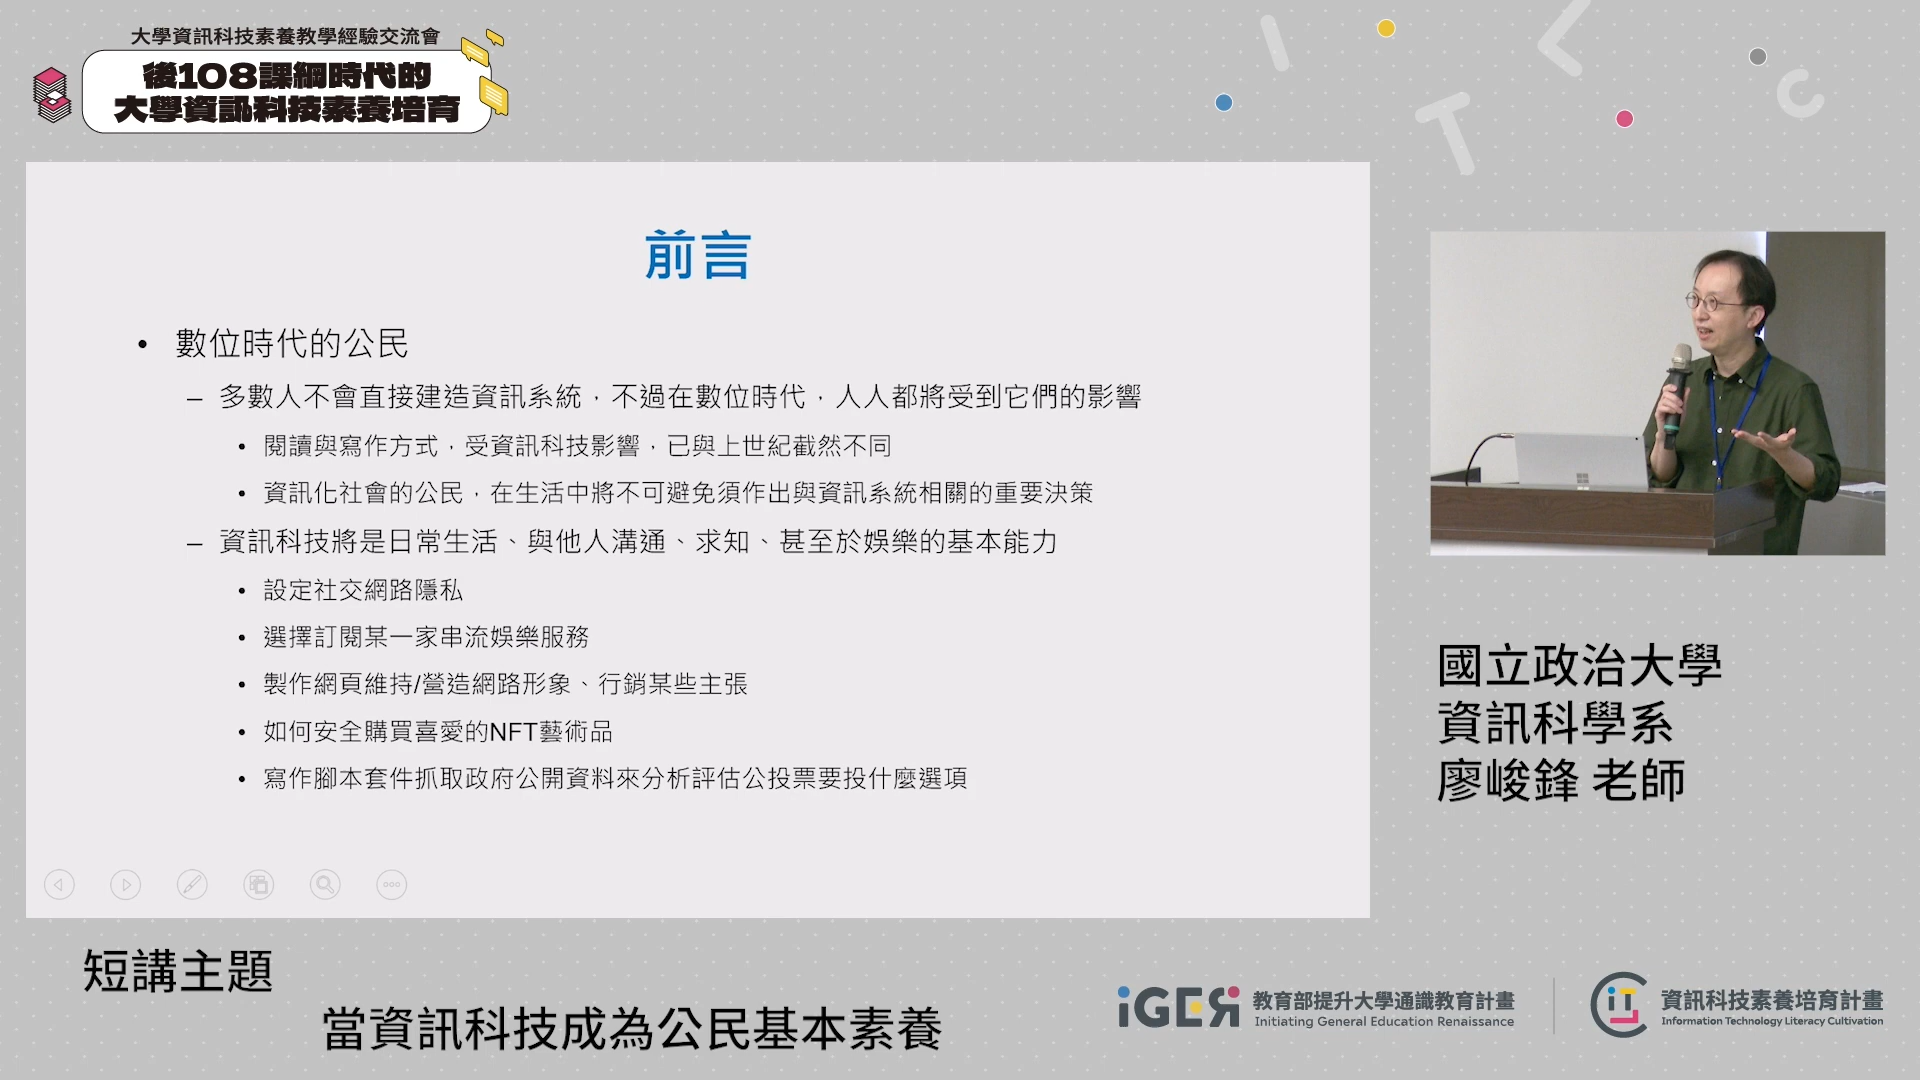 大學資訊科技素養教學經驗交流會
後108課綱時代的
大學資訊科技素養培育
前言
• 數位時代的公民
– 多數人不會直接建造資訊系統，不過在數位時代，人人都將受到它們的影響
• 閱讀與寫作方式，受資訊科技影響，已與上世紀截然不同
• 資訊化社會的公民，在生活中將不可避免須作出與資訊系統相關的重要決策
– 資訊科技將是日常生活、與他人溝通、求知、甚至於娛樂的基本能力
• 設定社交網路隱私
• 選擇訂閱某一家串流娛樂服務
• 製作網頁維持/營造網路形象、行銷某些主張
• 如何安全購買喜愛的NFT藝術品
• 寫作腳本套件抓取政府公開資料來分析評估公投票要投什麼選項
國立政治大學
資訊科學系
廖峻鋒 老師
短講主題
當資訊科技成為公民基本素養
iGER 教育部提升大學通識教育計畫
Initiating General Education Renaissance
資訊科技素養培育計畫
Information Technology Literacy Cultivation
I T L C